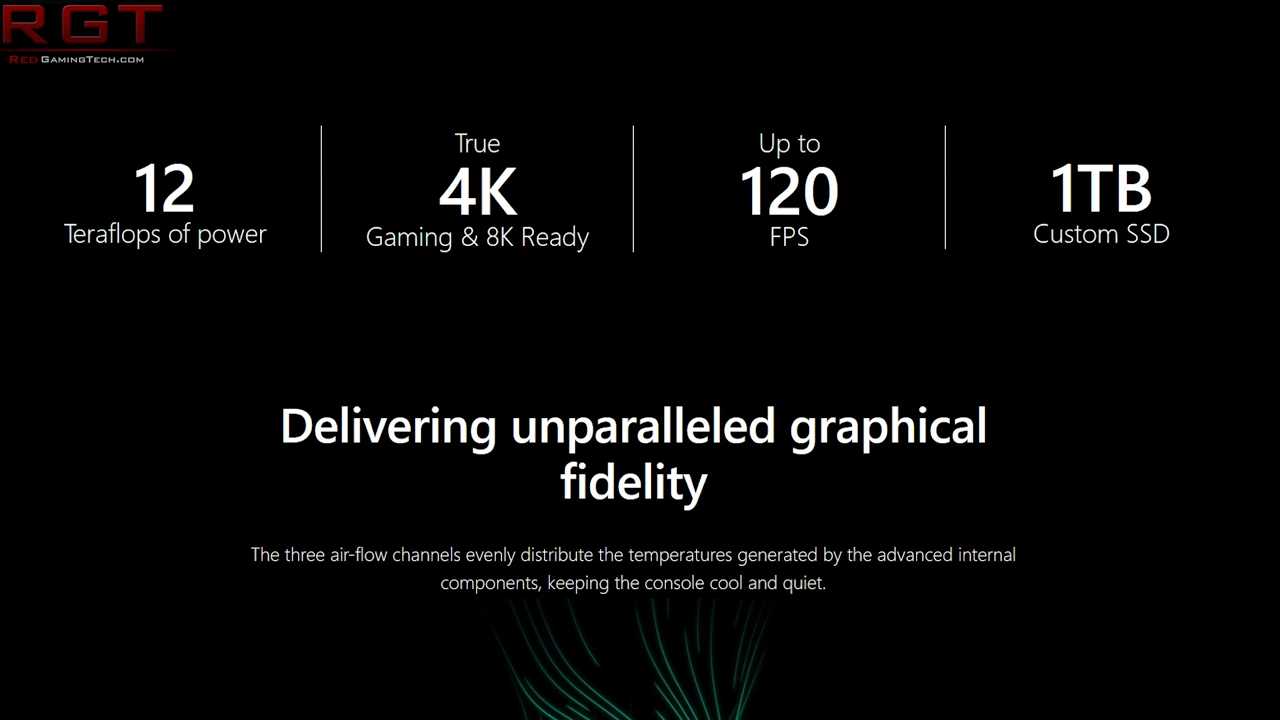 RGT
RedGamingTech.com
12
Teraflops of power
True
4K
Gaming & 8K Ready
Up to
120
FPS
1TB
Custom SSD
Delivering unparalleled graphical
fidelity
The three air-flow channels evenly distribute the temperatures generated by the advanced internal
components, keeping the console cool and quiet.